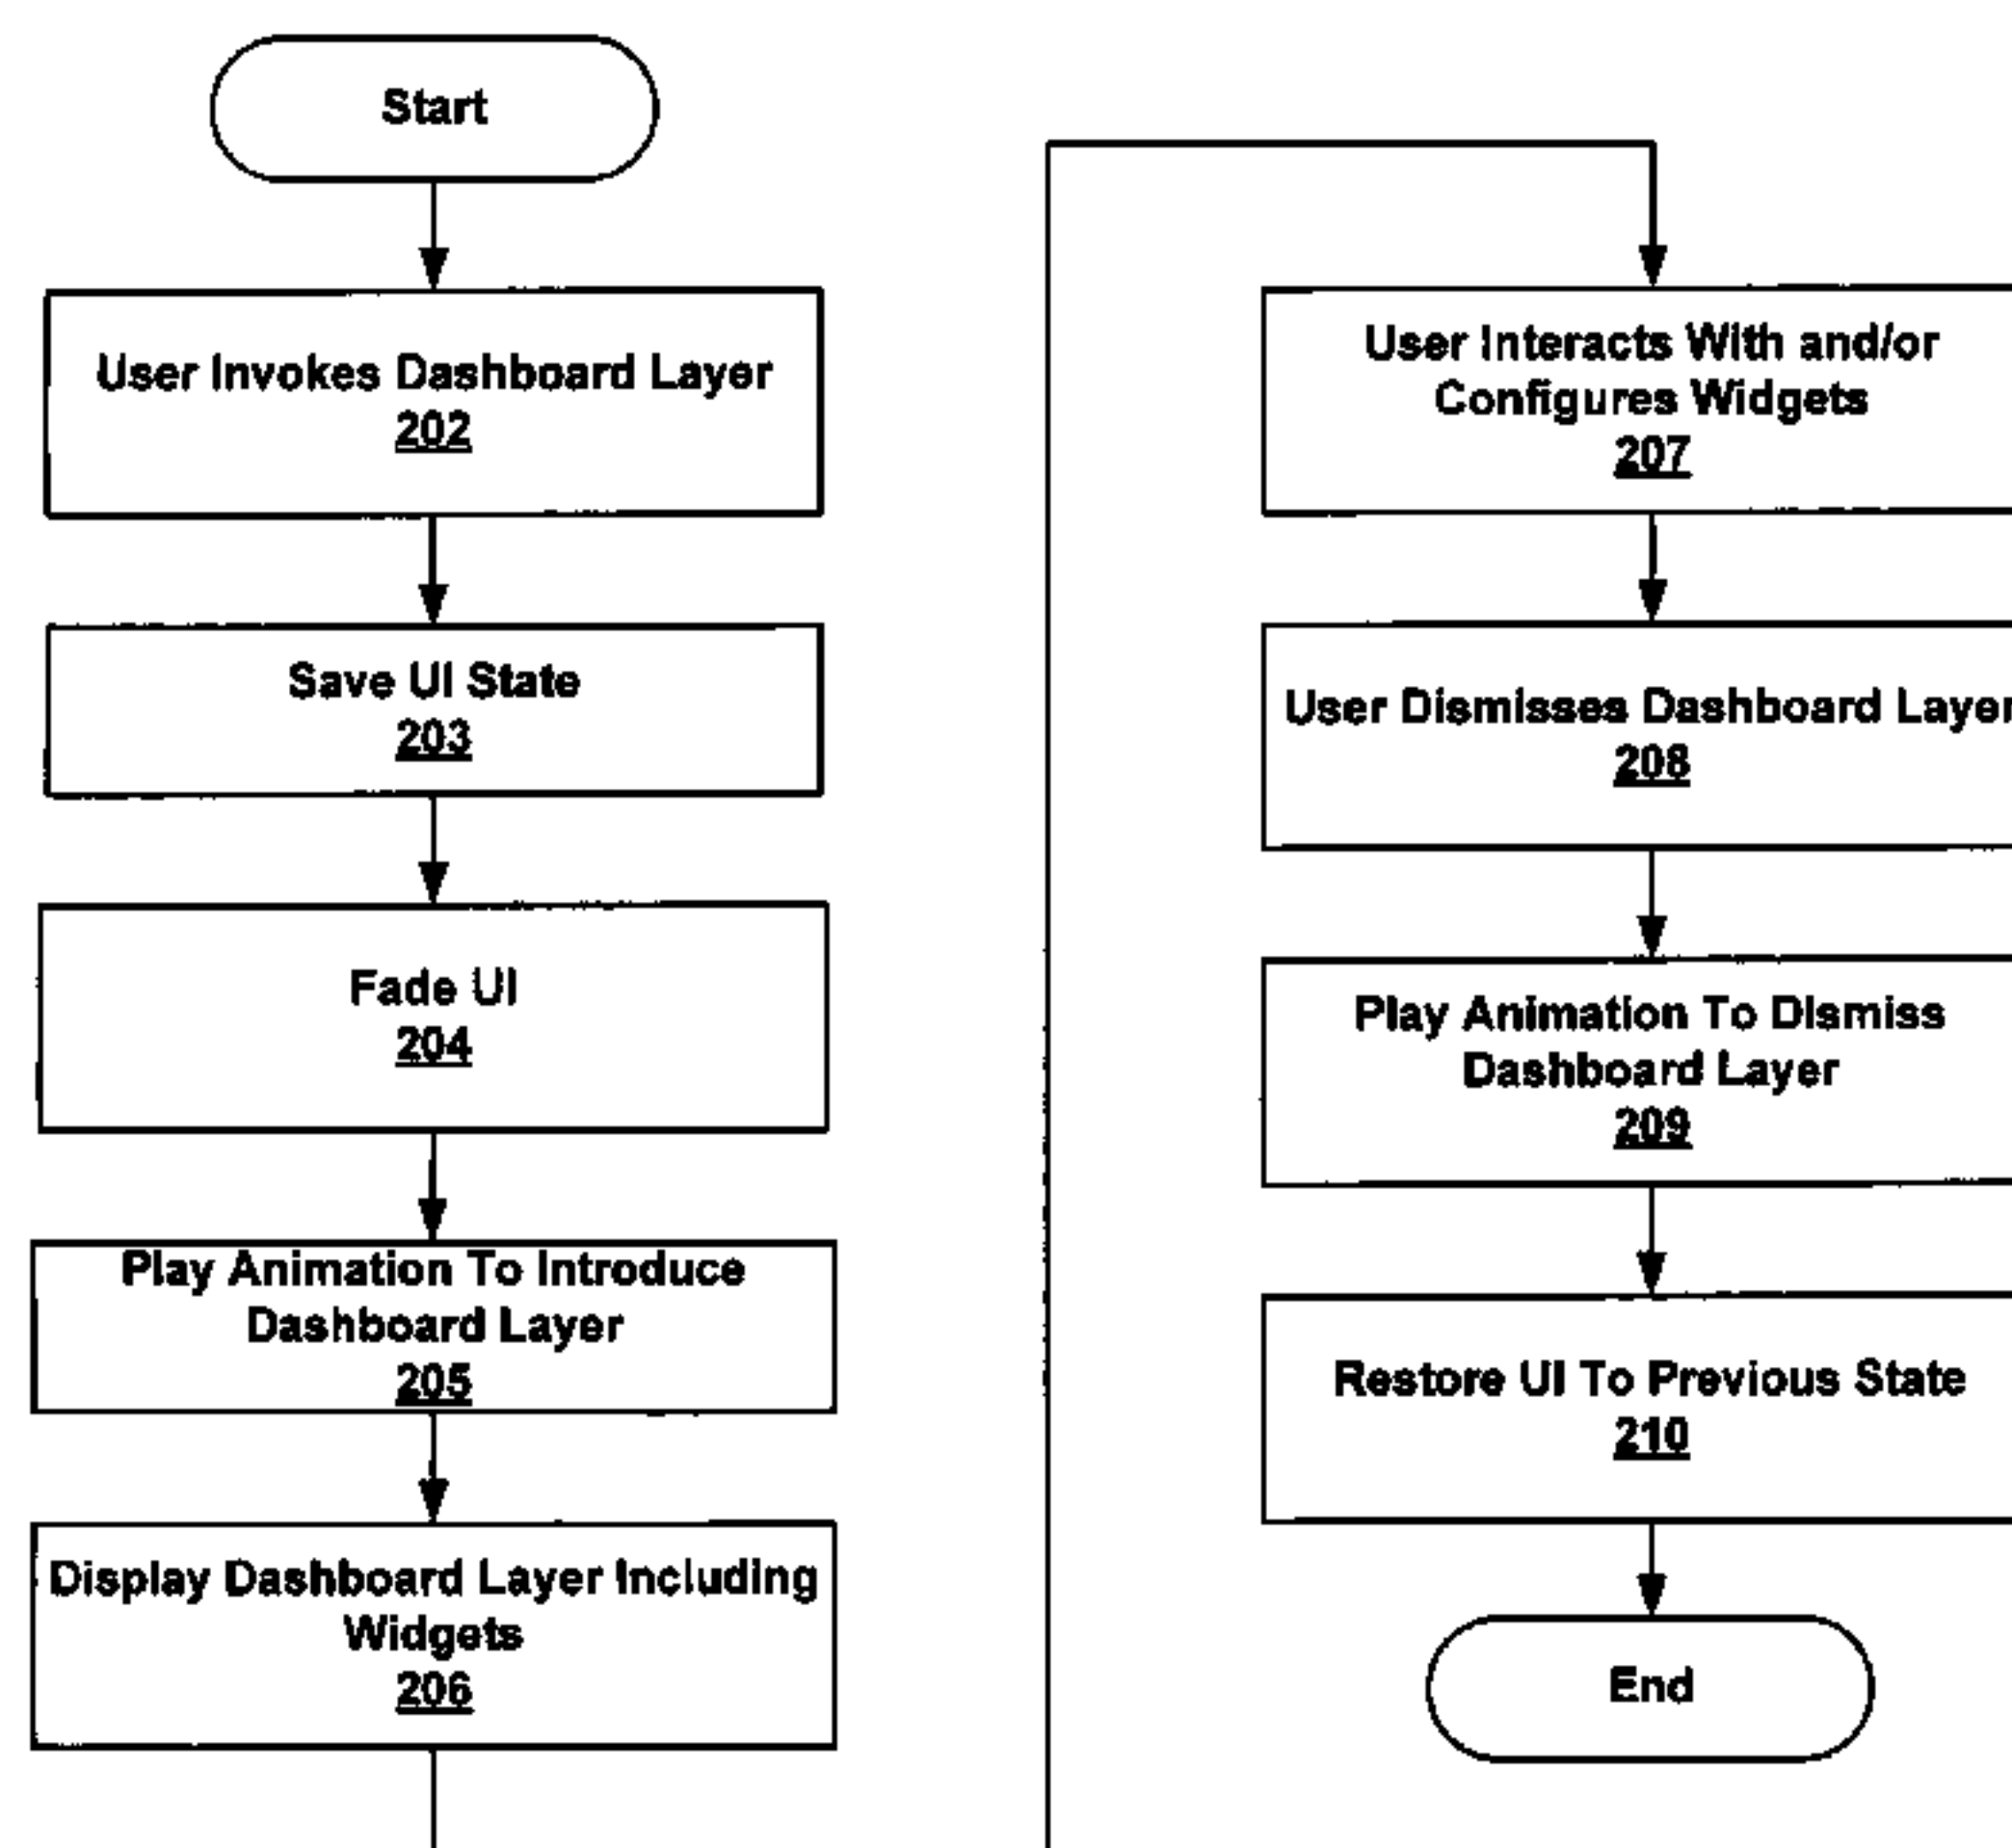 Start
User Invokes Dashboard Layer
202
Save UI State
203
Fade UI
204
Play Animation To Introduce
Dashboard Layer
205
Display Dashboard Layer Including
Widgets
206
User Interacts With and/or
Configures Widgets
207
User Dismisses Dashboard Layer
208
Play Animation To Dismiss
Dashboard Layer
209
Restore UI To Previous State
210
End